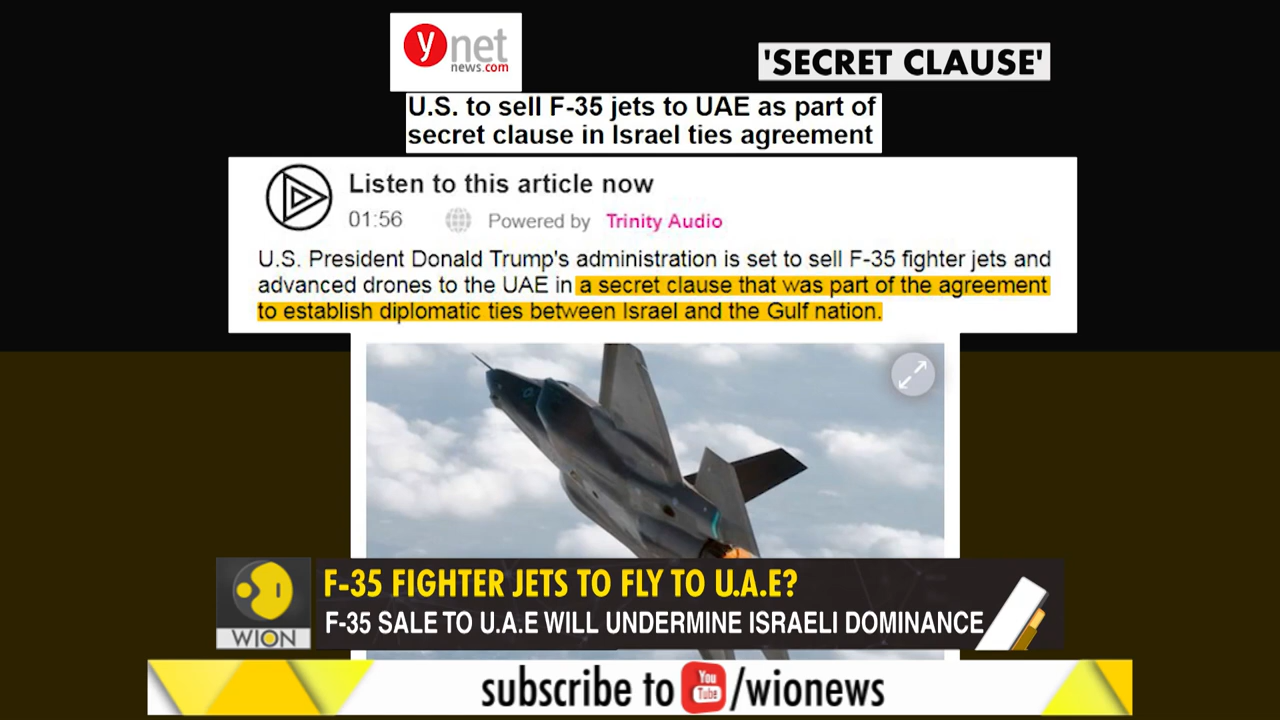 ynet
news.com
'SECRET CLAUSE'
U.S. to sell F-35 jets to UAE as part of
secret clause in Israel ties agreement
Listen to this article now
01:56 Powered by Trinity Audio
U.S. President Donald Trump's administration is set to sell F-35 fighter jets and
advanced drones to the UAE in a secret clause that was part of the agreement
to establish diplomatic ties between Israel and the Gulf nation.
F-35 FIGHTER JETS TO FLY TO U.A.E?
F-35 SALE TO U.A.E WILL UNDERMINE ISRAELI DOMINANCE
WION
subscribe to You Tube /wionews